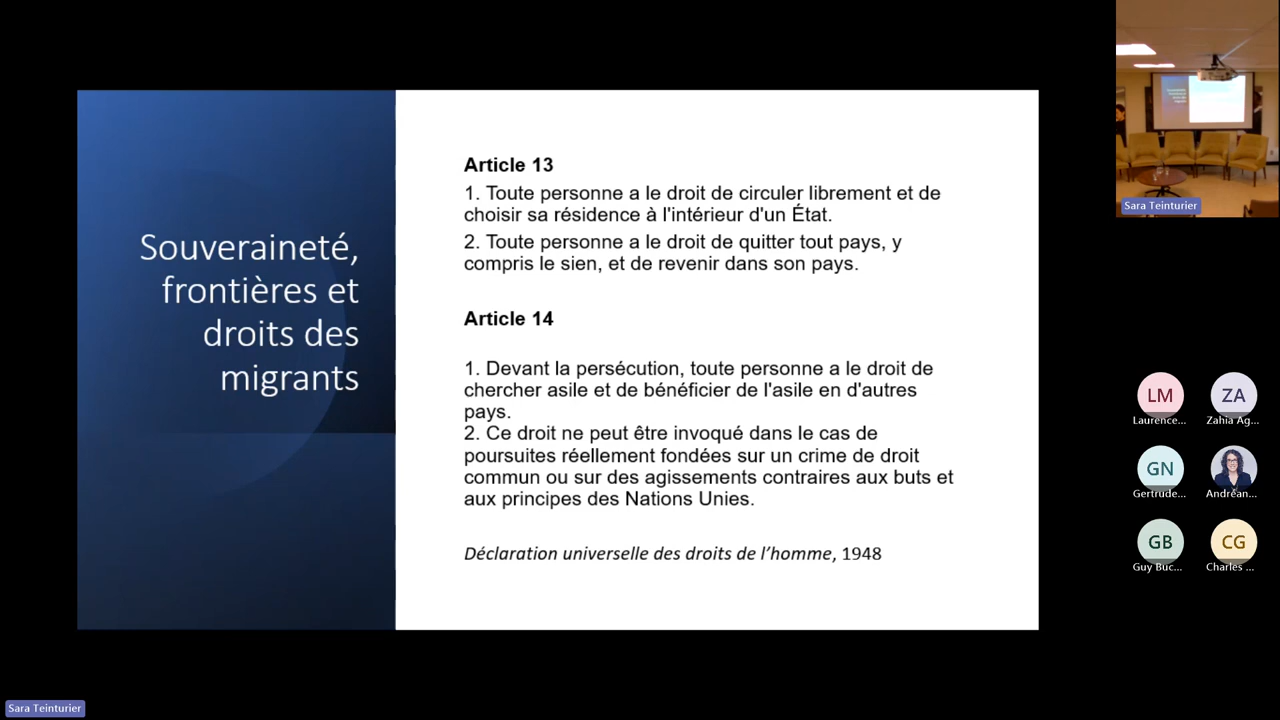 Souveraineté,
frontières et
droits des
migrants
Article 13
1. Toute personne a le droit de circuler librement et de
choisir sa résidence à l'intérieur d'un État.
2. Toute personne a le droit de quitter tout pays, y
compris le sien, et de revenir dans son pays.
Article 14
1. Devant la persécution, toute personne a le droit de
chercher asile et de bénéficier de l'asile en d'autres
pays.
2. Ce droit ne peut être invoqué dans le cas de
poursuites réellement fondées sur un crime de droit
commun ou sur des agissements contraires aux buts et
aux principes des Nations Unies.
Déclaration universelle des droits de l’homme, 1948
Sara Teinturier
LM
Laurence...
ZA
Zahia Ag...
GN
Gertrude...
Andréan...
GB
Guy Buc...
CG
Charles ...
Sara Teinturier